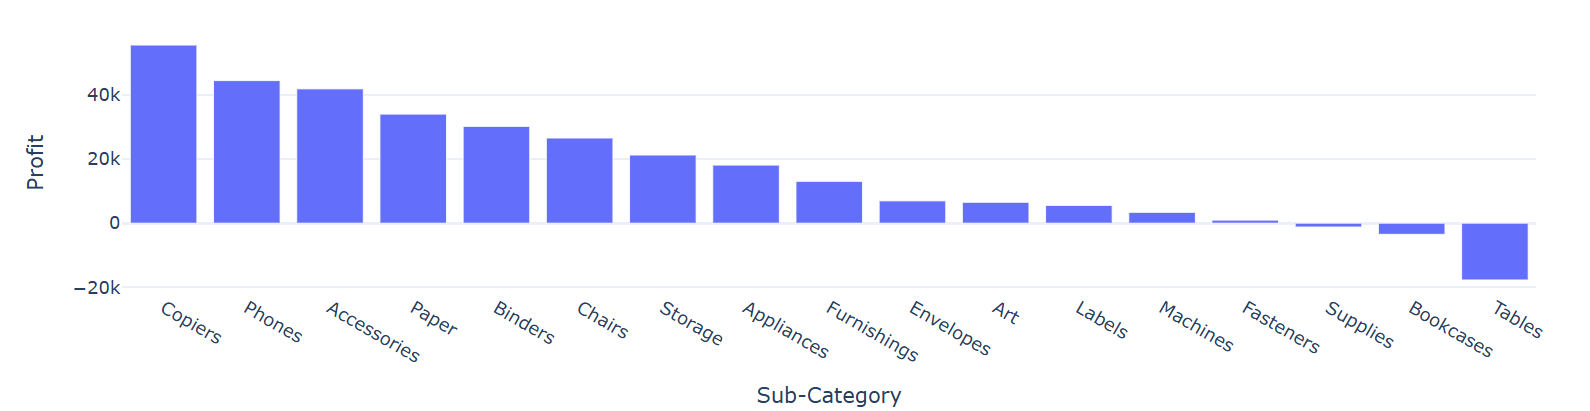 Profit
40k
20k
0
−20k
Copiers
Phones
Accessories
Paper
Binders
Chairs
Storage
Appliances
Furnishings
Envelopes
Art
Labels
Machines
Fasteners
Supplies
Bookcases
Tables
Sub-Category